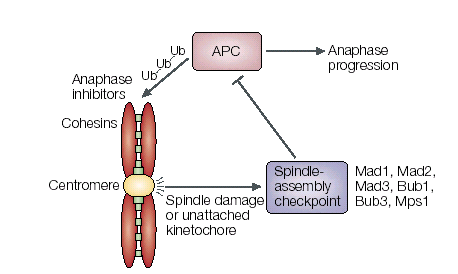 Ub
Ub
Ub
APC
Anaphase
progression
Anaphase
inhibitors
Cohesins
Centromere
Spindle damage
or unattached
kinetochore
Spindle-
assembly
checkpoint
Mad1, Mad2,
Mad3, Bub1,
Bub3, Mps1